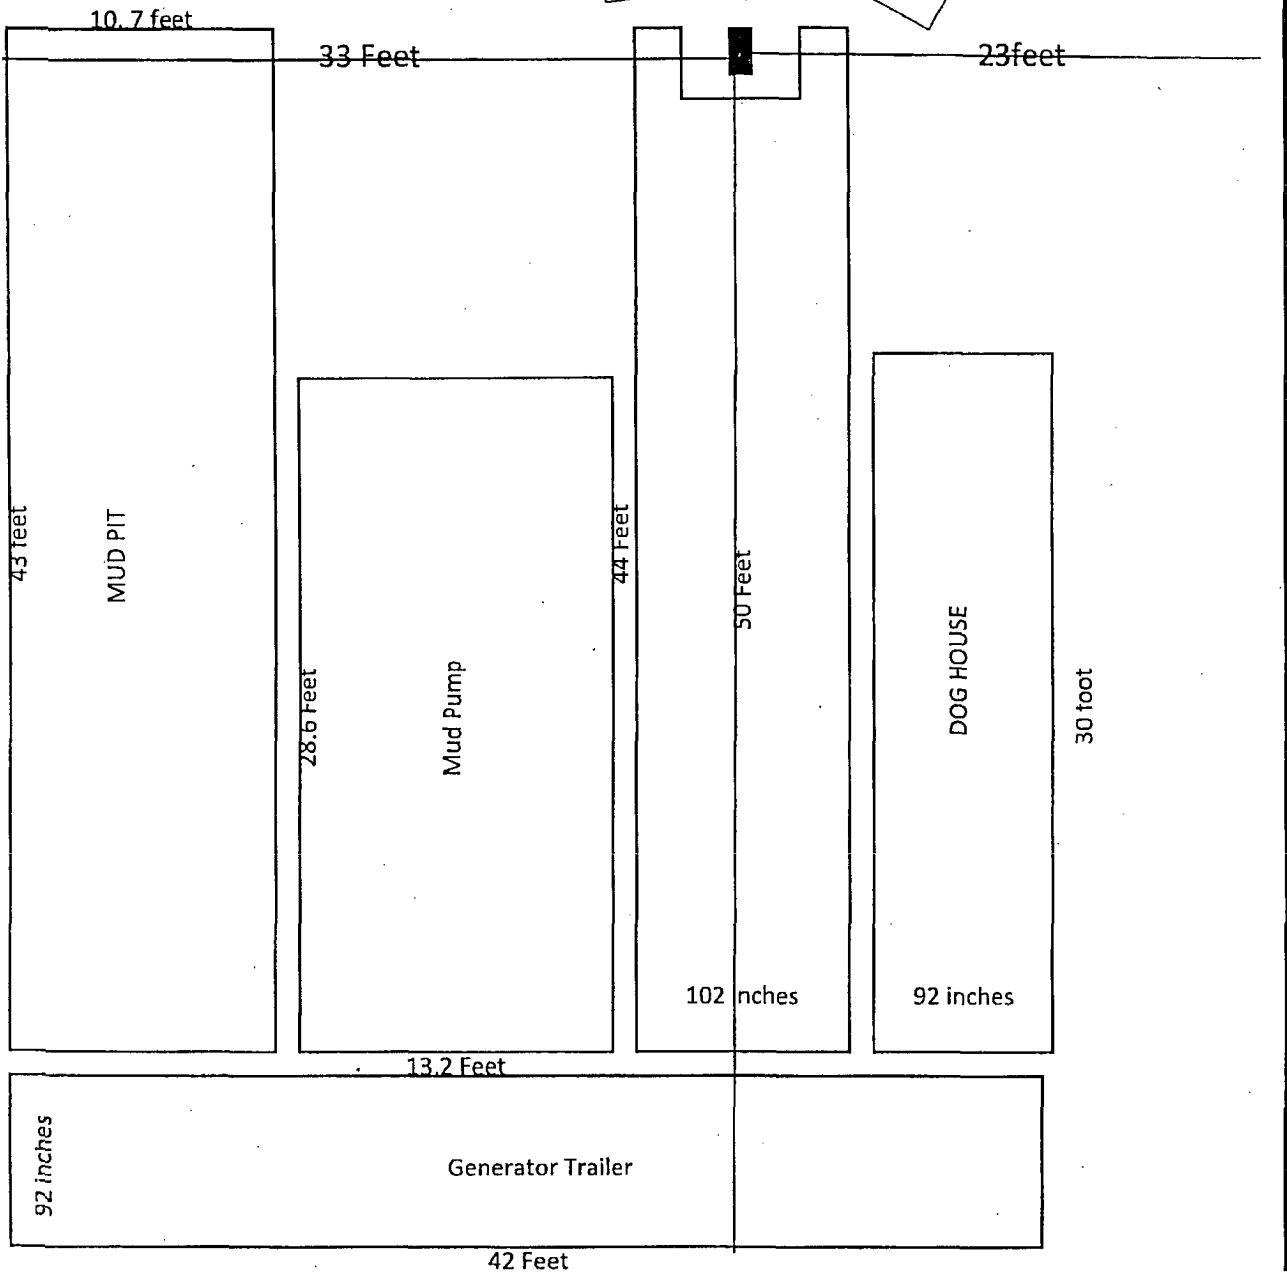 10. 7 feet
33 Feet
23feet
43 feet
MUD PIT
28.6 Feet
Mud Pump
44 Feet
50 Feet
DOG HOUSE
30 foot
102 inches
92 inches
13.2 Feet
92 inches
Generator Trailer
42 Feet